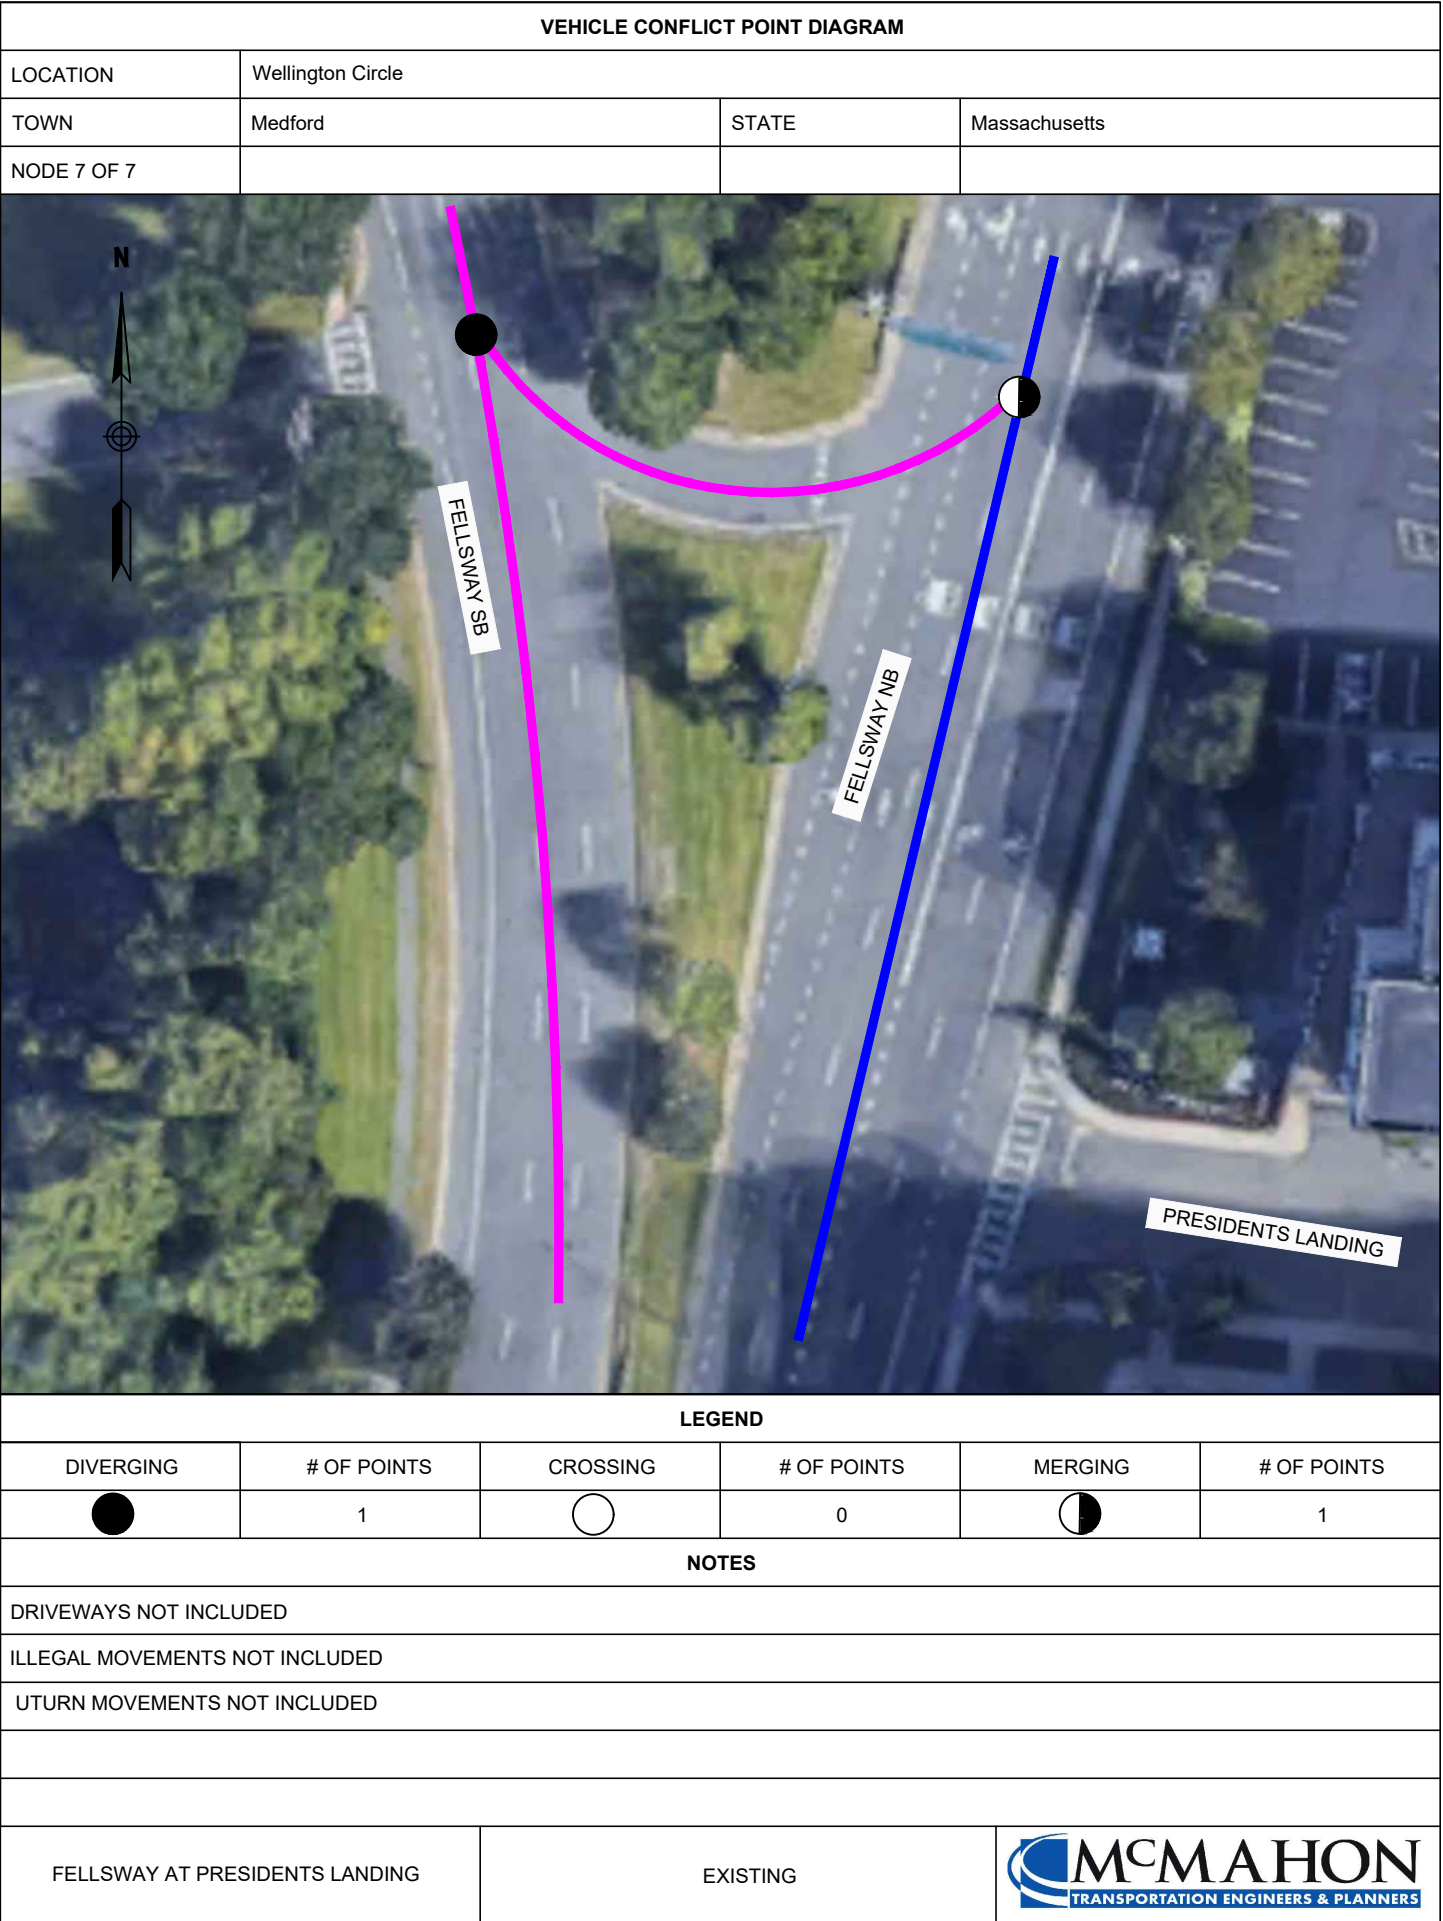 VEHICLE CONFLICT POINT DIAGRAM
LOCATION Wellington Circle
TOWN Medford STATE Massachusetts
NODE 7 OF 7
N
FELLSWAY SB
FELLSWAY NB
PRESIDENTS LANDING
LEGEND
DIVERGING # OF POINTS CROSSING # OF POINTS MERGING # OF POINTS
1 0 1
NOTES
DRIVEWAYS NOT INCLUDED
ILLEGAL MOVEMENTS NOT INCLUDED
UTURN MOVEMENTS NOT INCLUDED
FELLSWAY AT PRESIDENTS LANDING EXISTING
MCMAHON
TRANSPORTATION ENGINEERS & PLANNERS